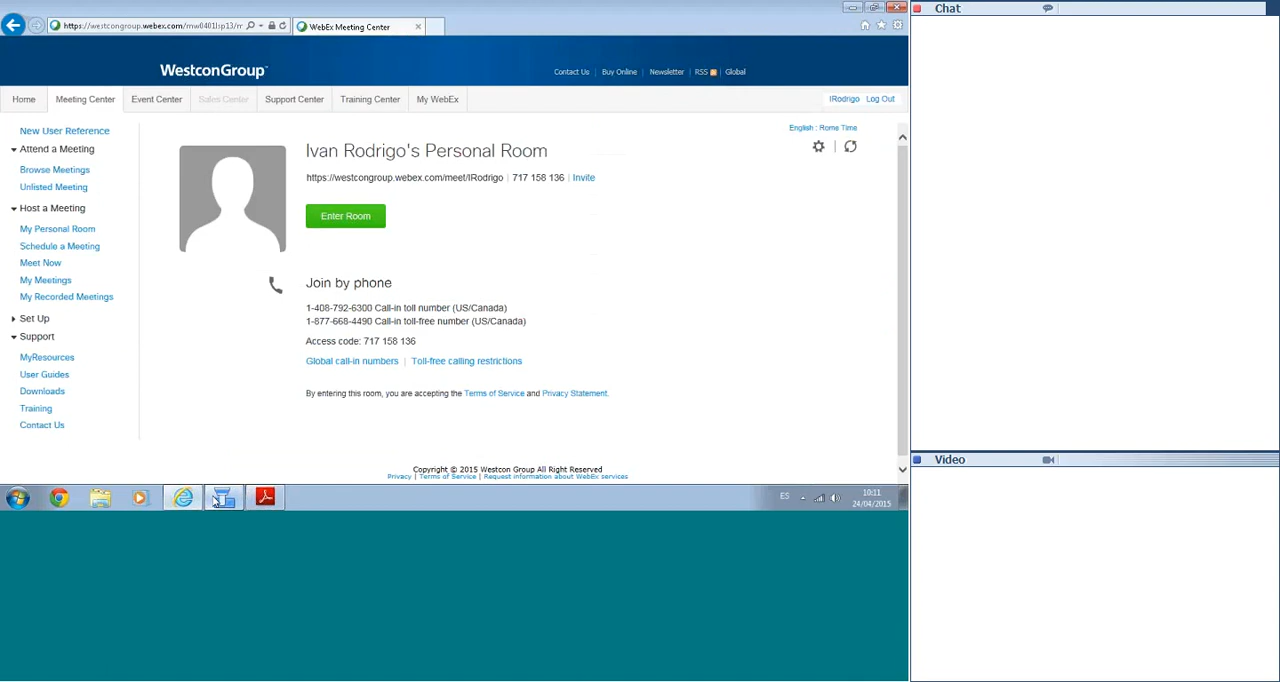 https://westcongroup.webex.com/mw0401lsp13/m
WebEx Meeting Center
Chat
WestconGroup
Contact Us | Buy Online | Newsletter | RSS | Global
Home
Meeting Center
Event Center
Sales Center
Support Center
Training Center
My WebEx
IRodrigo Log Out
English : Rome Time
New User Reference
Attend a Meeting
Browse Meetings
Unlisted Meeting
Host a Meeting
My Personal Room
Schedule a Meeting
Meet Now
My Meetings
My Recorded Meetings
Set Up
Support
MyResources
User Guides
Downloads
Training
Contact Us
Ivan Rodrigo's Personal Room
https://westcongroup.webex.com/meet/IRodrigo | 717 158 136 | Invite
Enter Room
Join by phone
1-408-792-6300 Call-in toll number (US/Canada)
1-877-668-4490 Call-in toll-free number (US/Canada)
Access code: 717 158 136
Global call-in numbers | Toll-free calling restrictions
By entering this room, you are accepting the Terms of Service and Privacy Statement.
Copyright © 2015 Westcon Group All Right Reserved
Privacy | Terms of Service | Request information about WebEx services
Video
ES
10:11
24/04/2015